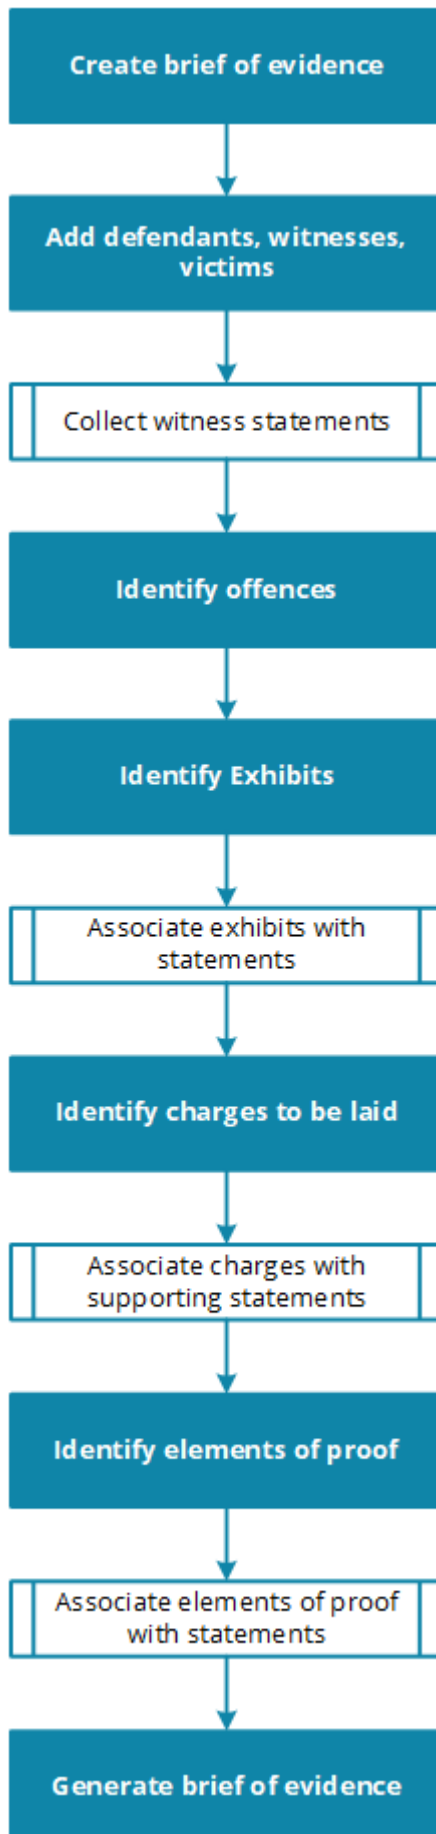 Create brief of evidence
Add defendants, witnesses,
victims
Collect witness statements
Identify offences
Identify Exhibits
Associate exhibits with
statements
Identify charges to be laid
Associate charges with
supporting statements
Identify elements of proof
Associate elements of proof
with statements
Generate brief of evidence